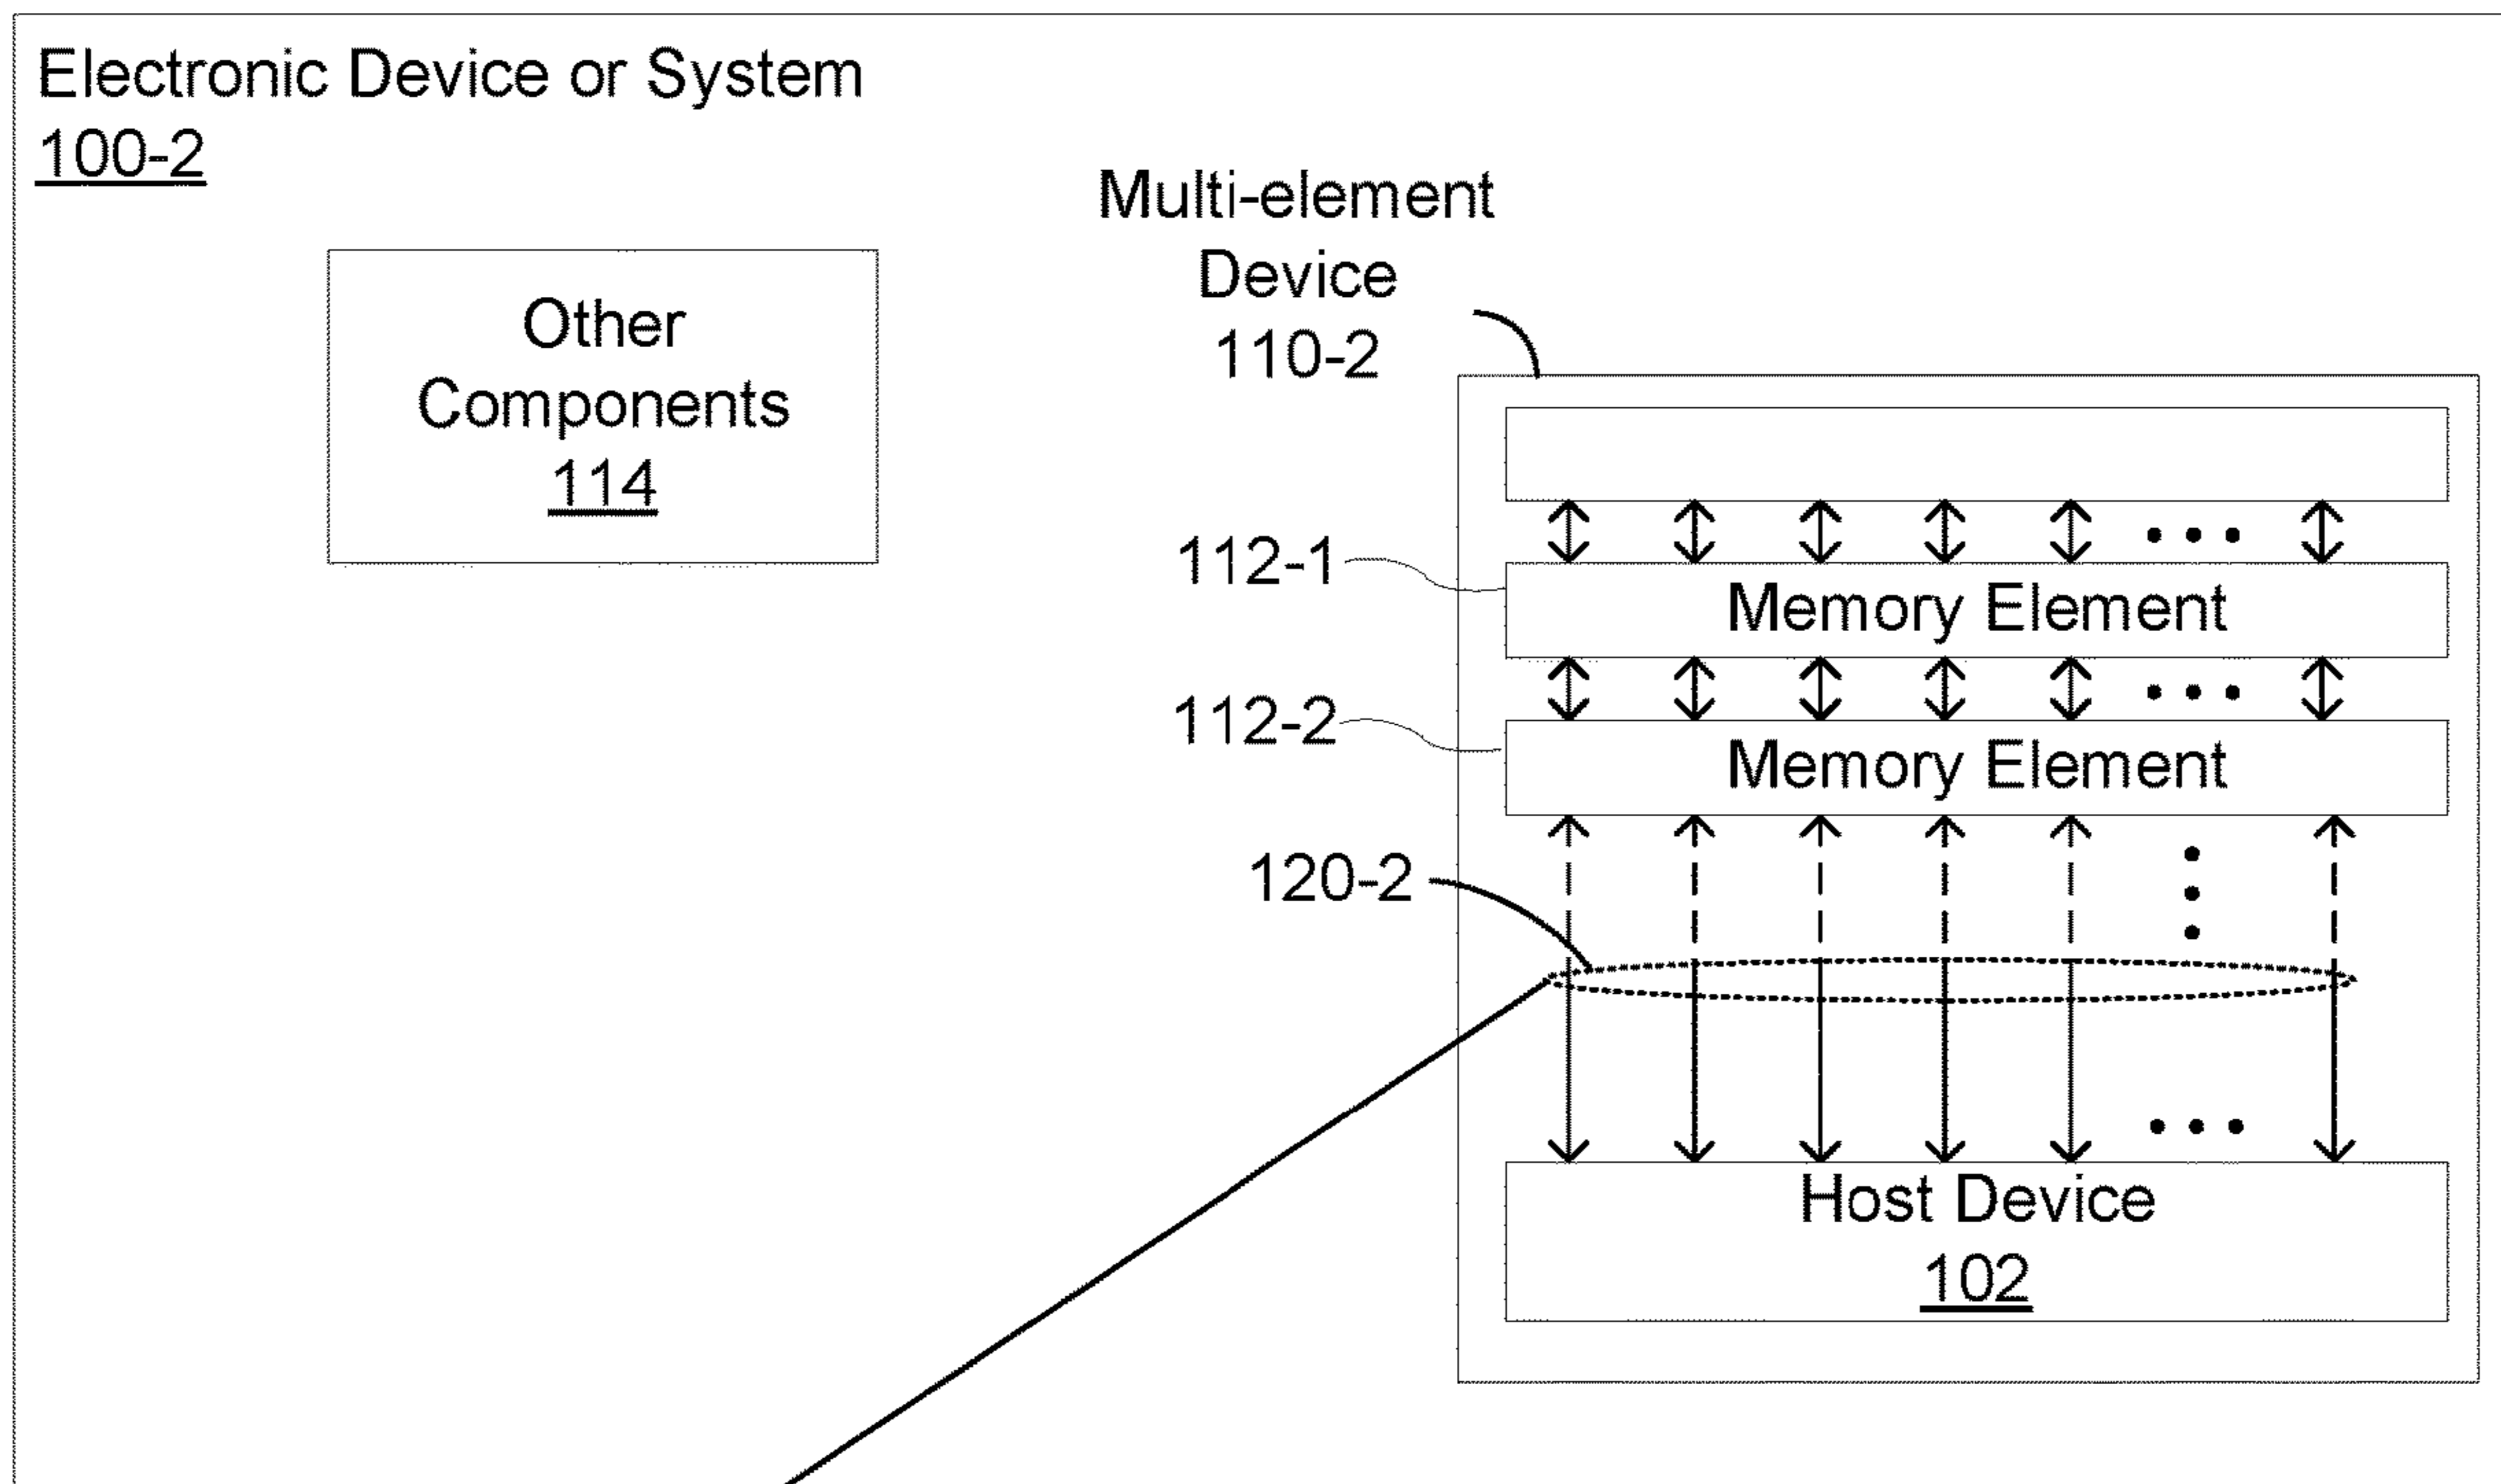 Electronic Device or System
100-2
Multi-element
Device
110-2
Other
Components
114
112-1
Memory Element
112-2
Memory Element
120-2
Host Device
102